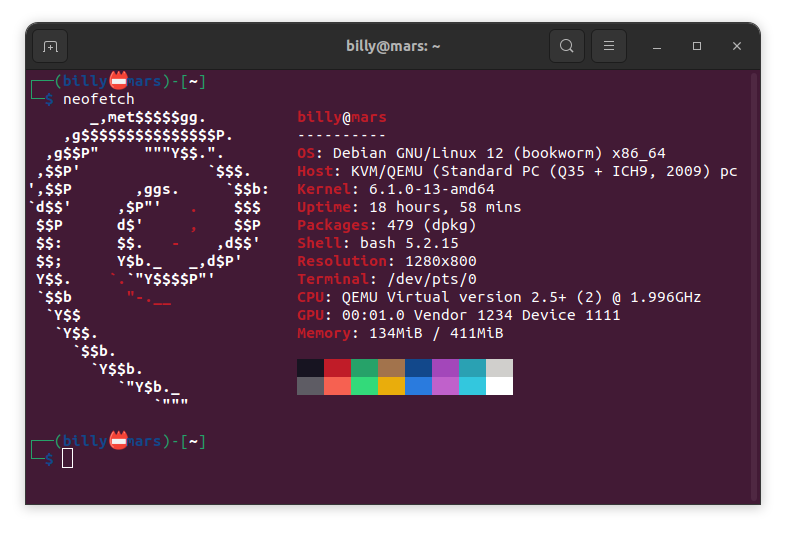 billy@mars: ~
┌──(billy📛mars)-[~]
└─$ neofetch
       _,met$$$$$gg.          billy@mars
    ,g$$$$$$$$$$$$$$$P.       ----------
  ,g$$P"     """Y$$.".        OS: Debian GNU/Linux 12 (bookworm) x86_64
 ,$$P'              `$$$.     Host: KVM/QEMU (Standard PC (Q35 + ICH9, 2009) pc
',$$P       ,ggs.     `$$b:   Kernel: 6.1.0-13-amd64
`d$$'     ,$P"'   .    $$$    Uptime: 18 hours, 58 mins
 $$P      d$'     ,    $$P    Packages: 479 (dpkg)
 $$:      $$.   -    ,d$$'    Shell: bash 5.2.15
 $$;      Y$b._   _,d$P'      Resolution: 1280x800
 Y$$.    `.`"Y$$$$P"'         Terminal: /dev/pts/0
 `$$b      "-.__              CPU: QEMU Virtual version 2.5+ (2) @ 1.996GHz
  `Y$$                        GPU: 00:01.0 Vendor 1234 Device 1111
   `Y$$.                      Memory: 134MiB / 411MiB
     `$$b.
       `Y$$b.
          `"Y$b._
              `"""
┌──(billy📛mars)-[~]
└─$